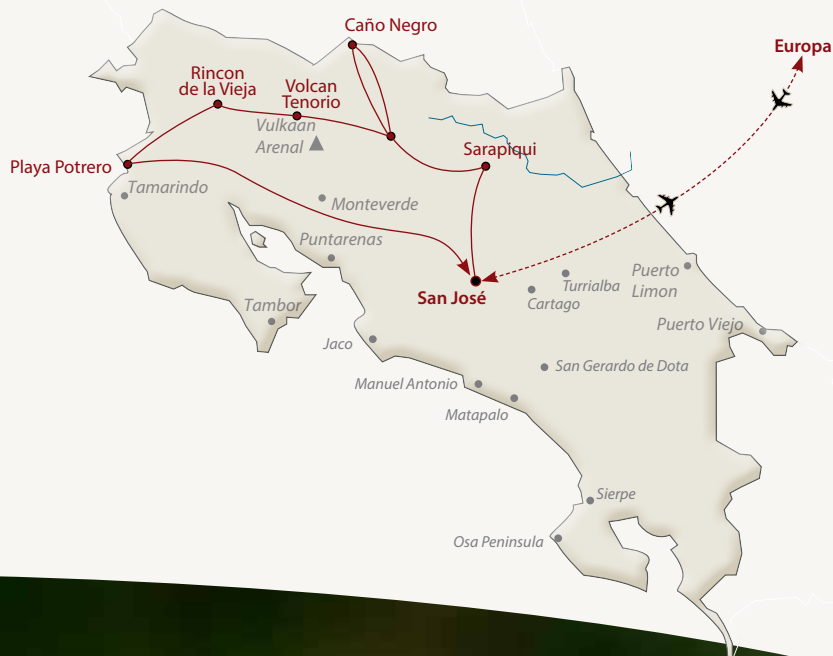 Caño Negro
Europa
Rincon
de la Vieja
Volcan
Tenorio
Vulkaan
Arenal
Sarapiqui
Playa Potrero
Tamarindo
Monteverde
Puntarenas
Puerto
Limon
Turrialba
San José
Cartago
Tambor
Puerto Viejo
Jaco
San Gerardo de Dota
Manuel Antonio
Matapalo
Sierpe
Osa Peninsula